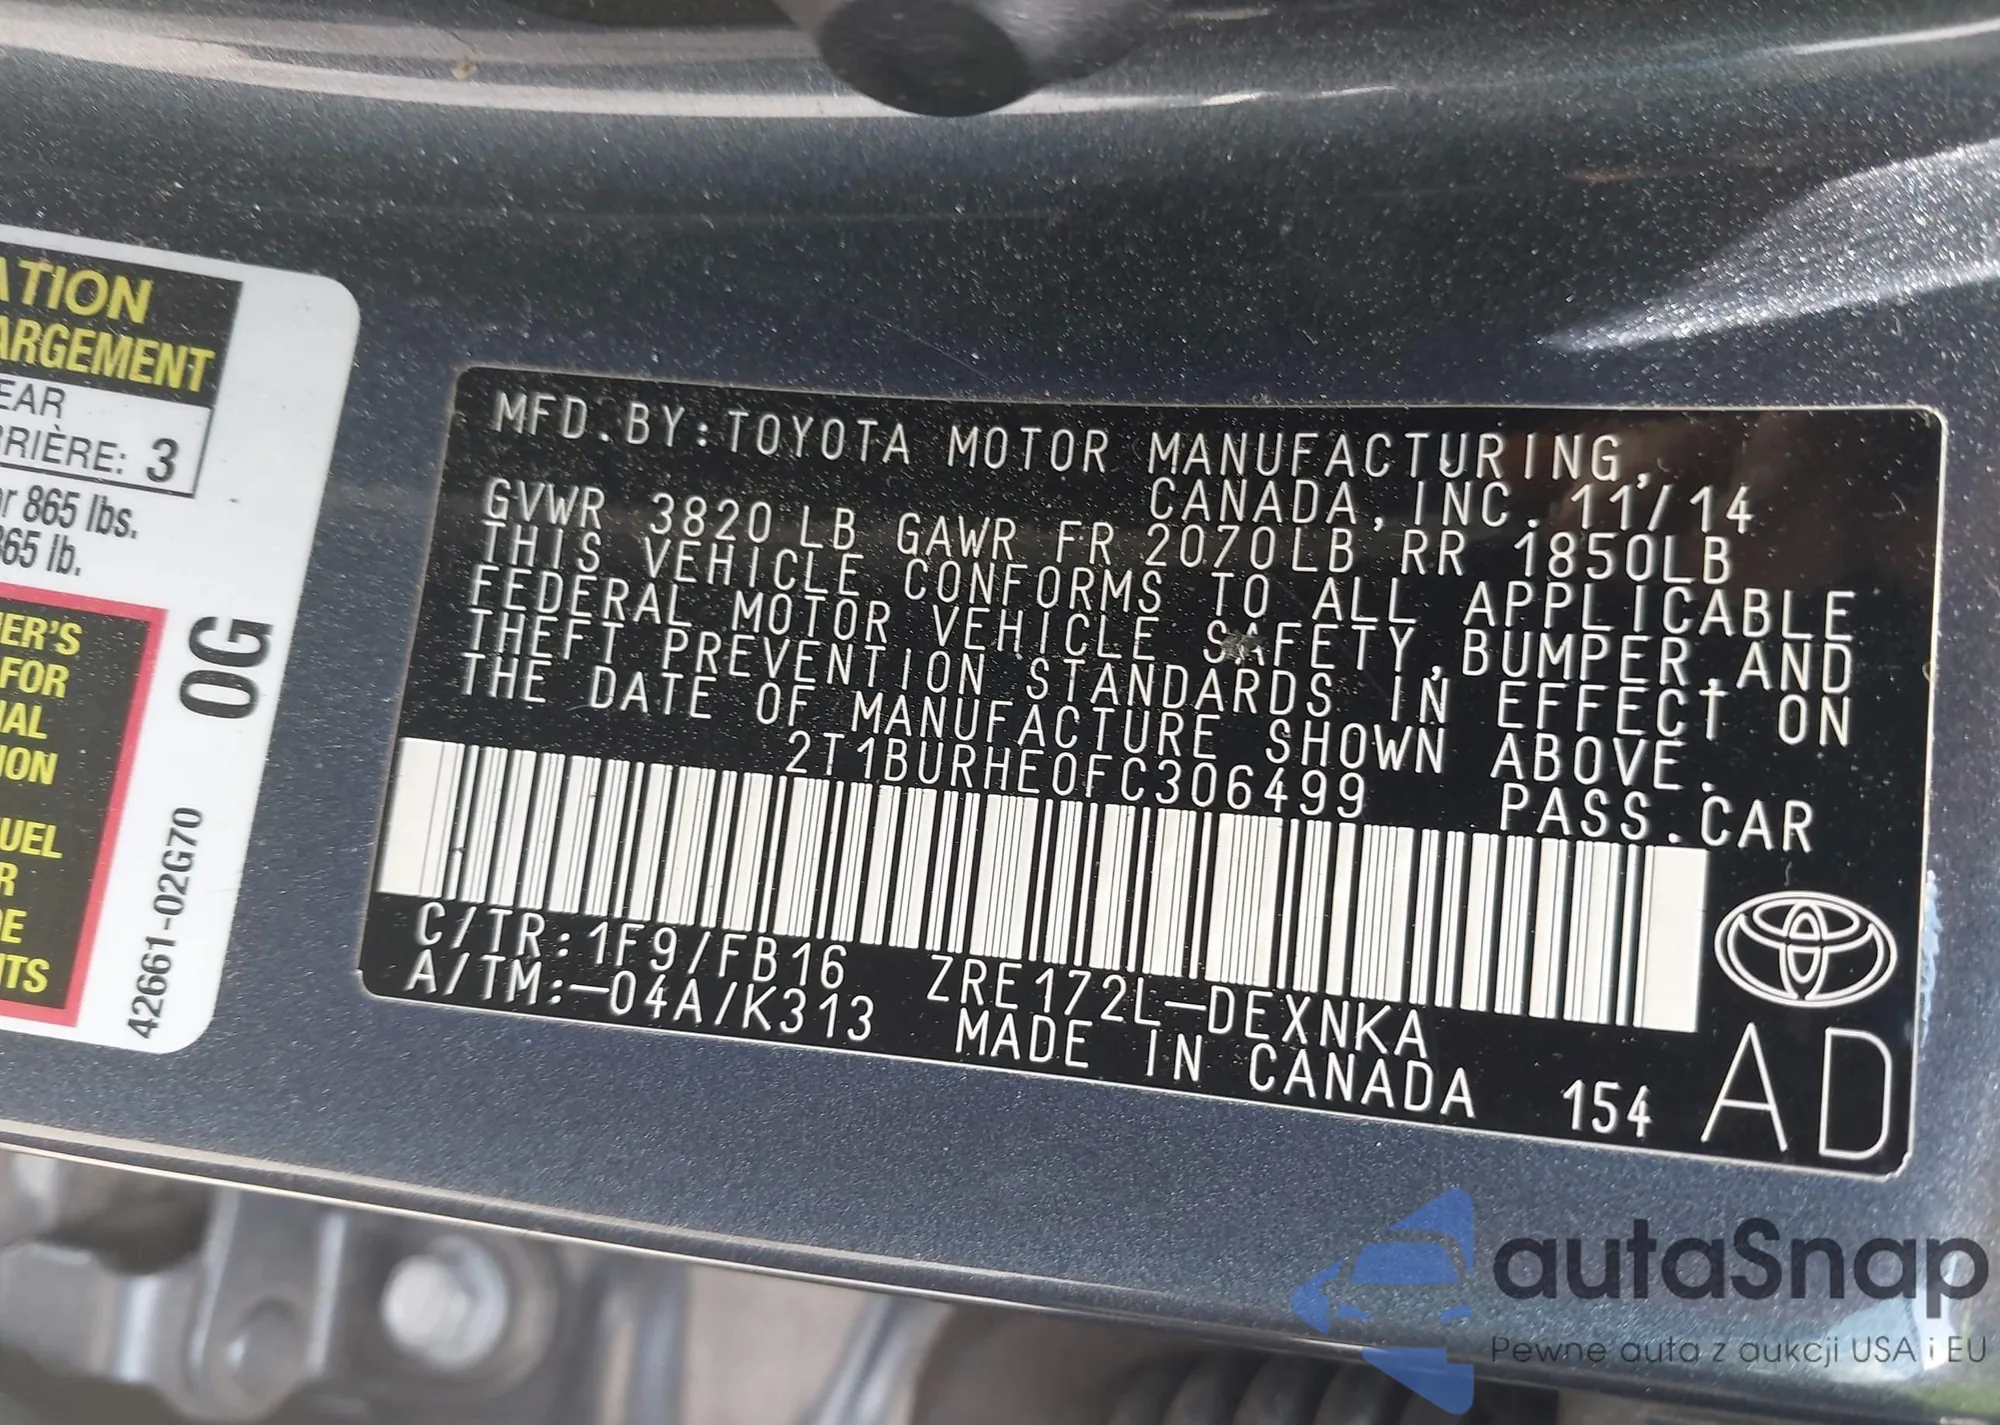 ATION
ARGEMENT
EAR
RRIÈRE: 3
or 865 lbs.
865 lb.
IER'S
FOR
IAL
ION
UEL
R
DE
ITS
0G
42661-02G70
MFD.BY:TOYOTA MOTOR MANUFACTURING,
CANADA, INC. 11/14
GVWR 3820 LB GAWR FR 2070LB RR 1850LB
THIS VEHICLE CONFORMS TO ALL APPLICABLE
FEDERAL MOTOR VEHICLE SAFETY, BUMPER, AND
THEFT PREVENTION STANDARDS IN EFFECT ON
THE DATE OF MANUFACTURE SHOWN ABOVE.
2T1BURHE0FC306499 PASS.CAR
C/TR:1F9/FB16 ZRE172L-DEXNKA
A/TM:-04A/K313 MADE IN CANADA 154
AD
autaSnap
Pewne auta z aukcji USA i EU